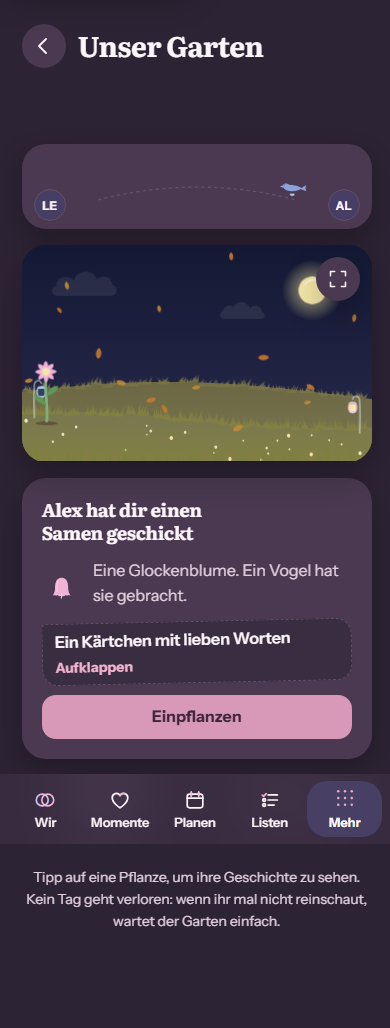 Unser Garten
LE
AL
Alex hat dir einen
Samen geschickt
Eine Glockenblume. Ein Vogel hat
sie gebracht.
Ein Kärtchen mit lieben Worten
Aufklappen
Einpflanzen
Wir
Momente
Planen
Listen
Mehr
Tipp auf eine Pflanze, um ihre Geschichte zu sehen.
Kein Tag geht verloren: wenn ihr mal nicht reinschaut,
wartet der Garten einfach.